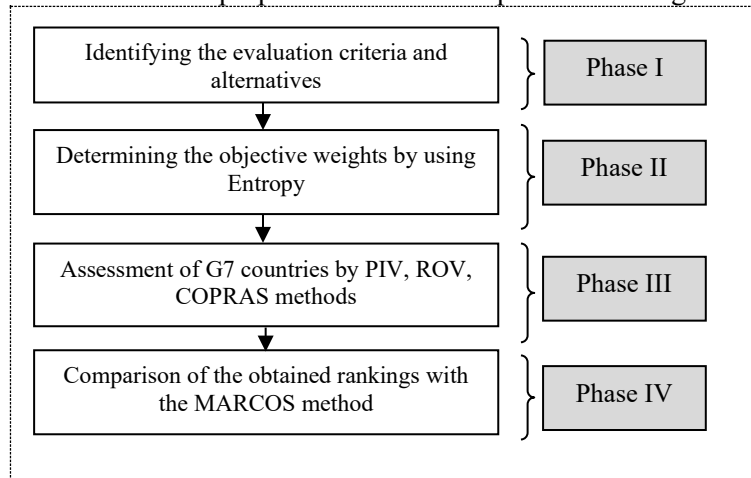 Identifying the evaluation criteria and
alternatives
Phase I
Determining the objective weights by using
Entropy
Phase II
Assessment of G7 countries by PIV, ROV,
COPRAS methods
Phase III
Comparison of the obtained rankings with
the MARCOS method
Phase IV